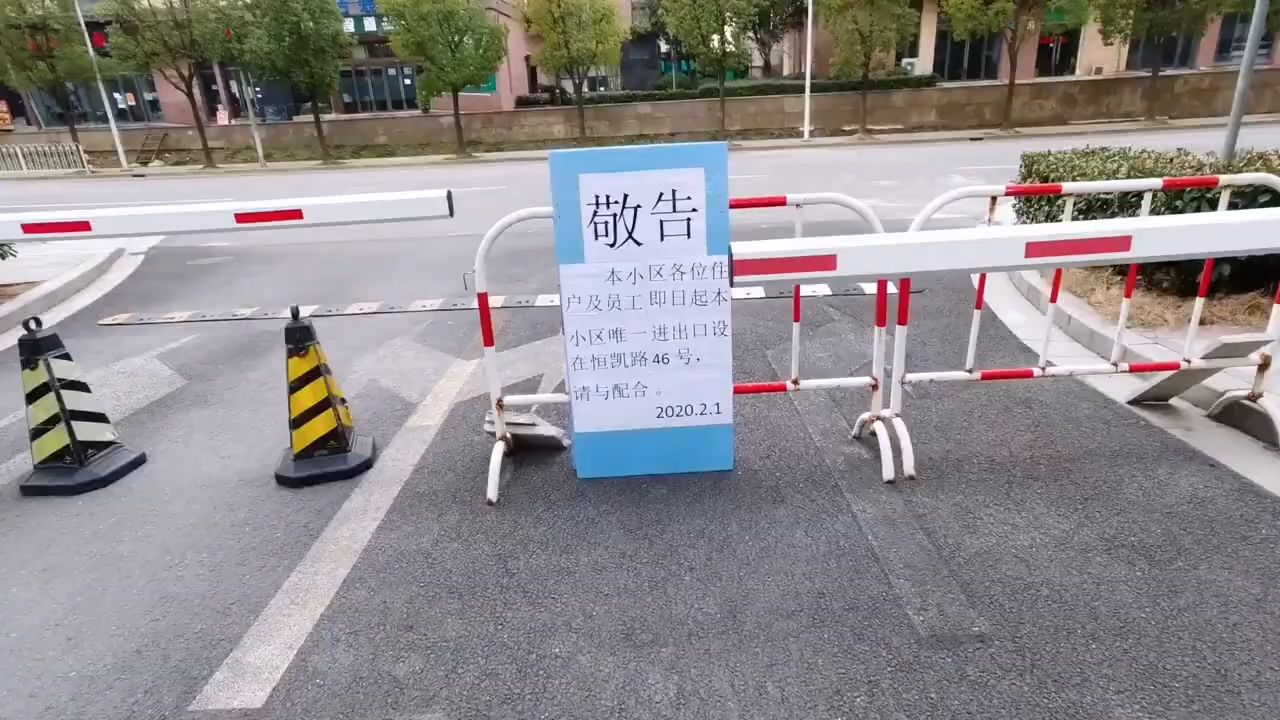 敬告
本小区各位住
户及员工即日起本
小区唯一进出口设
在恒凯路46号，
请与配合。
2020.2.1